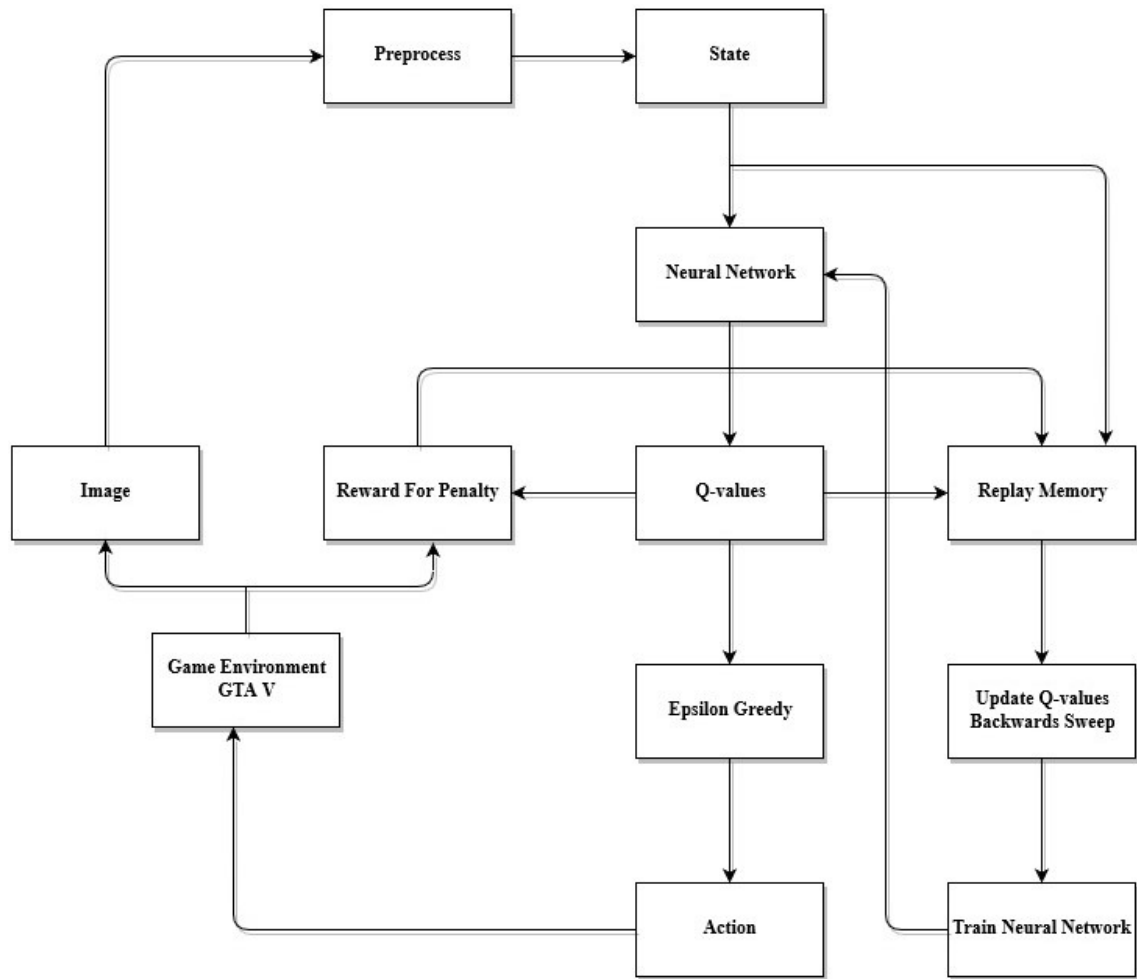 Preprocess
State
Neural Network
Image
Reward For Penalty
Q-values
Replay Memory
Game Environment
GTA V
Epsilon Greedy
Update Q-values
Backwards Sweep
Action
Train Neural Network